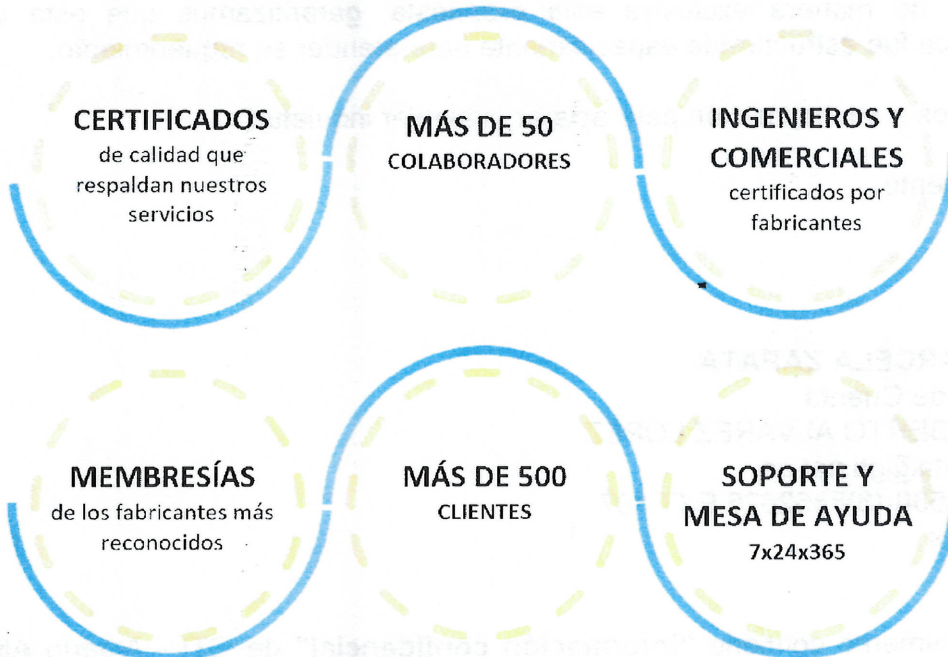 CERTIFICADOS
de calidad que
respaldan nuestros
servicios
MÁS DE 50
COLABORADORES
INGENIEROS Y
COMERCIALES
certificados por
fabricantes
MEMBRESÍAS
de los fabricantes más
reconocidos
MÁS DE 500
CLIENTES
SOPORTE Y
MESA DE AYUDA
7x24x365